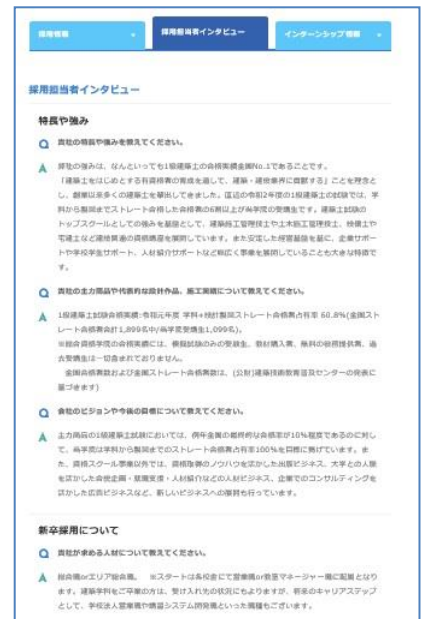 採用情報
採用担当者インタビュー
インターンシップ情報
採用担当者インタビュー
特長や強み
Q 貴社の特長や強みを教えてください。
A 弊社の強みは、なんといっても1級建築士の合格実績全国No.1であることです。
「建築士をはじめとする有資格者の育成を通して、建築・建設業界に貢献する」ことを理念と
し、創業以来多くの建築士を輩出してきました。直近の令和2年度の1級建築士の試験では、学
科から製図までストレート合格した合格者の6割以上が当学院の受講生です。建築士試験の
トップスクールとしての強みを基盤として、建築施工管理技士や土木施工管理技士、設備士や
宅建士など建設関連の資格講座を展開しています。また安定した経営基盤を基に、企業サポー
トや学校学生サポート、人材紹介サポートなど幅広く事業を展開していることも大きな特徴で
す。
Q 貴社の主力商品や代表的な設計作品、施工実績について教えてください。
A 1級建築士試験合格実績:令和元年度 学科+設計製図ストレート合格者占有率 60.8%(全国スト
レート合格者合計1,899名中/当学院受講生1,099名)。
※総合資格学院の合格実績には、模擬試験のみの受験生、教材購入者、無料の役務提供者、過
去受講生は一切含まれておりません。
全国合格者数および全国ストレート合格者数は、(公財)建築技術教育普及センターの発表に
基づきます)
Q 会社のビジョンや今後の目標について教えてください。
A 主力商品の1級建築士試験においては、例年全国の最終的な合格率が10%程度であるのに対し
て、当学院は学科から製図までのストレート合格者占有率100%を目標に掲げています。ま
た、資格スクール事業以外では、資格取得のノウハウを活かした出版ビジネス、大学との人脈
を活かした合説企画・就職支援・人材紹介などの人材ビジネス、企業でのコンサルティングを
活かした広告ビジネスなど、新しいビジネスへの展開も行っています。
新卒採用について
Q 貴社が求める人材について教えてください。
A 総合職orエリア総合職。 ※スタートは各校舎にて営業職or教室マネージャー職に配属となり
ます。建築学科をご卒業の方は、受け入れ先の状況にもよりますが、将来のキャリアステップ
として、学校法人営業職や構造システム開発職といった職種もございます。